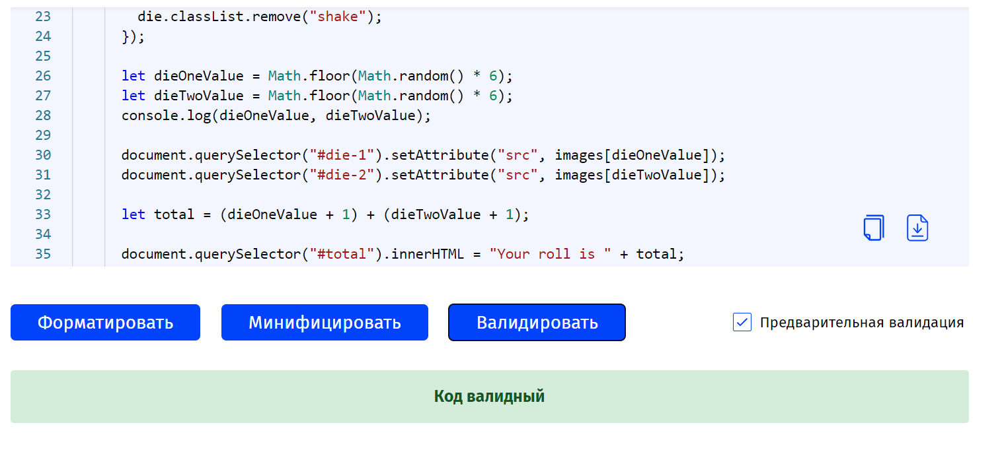 23 die.classList.remove("shake");
24 });
25
26 let dieOneValue = Math.floor(Math.random() * 6);
27 let dieTwoValue = Math.floor(Math.random() * 6);
28 console.log(dieOneValue, dieTwoValue);
29
30 document.querySelector("#die-1").setAttribute("src", images[dieOneValue]);
31 document.querySelector("#die-2").setAttribute("src", images[dieTwoValue]);
32
33 let total = (dieOneValue + 1) + (dieTwoValue + 1);
34
35 document.querySelector("#total").innerHTML = "Your roll is " + total;
Форматировать Минифицировать Валидировать Предварительная валидация
Код валидный